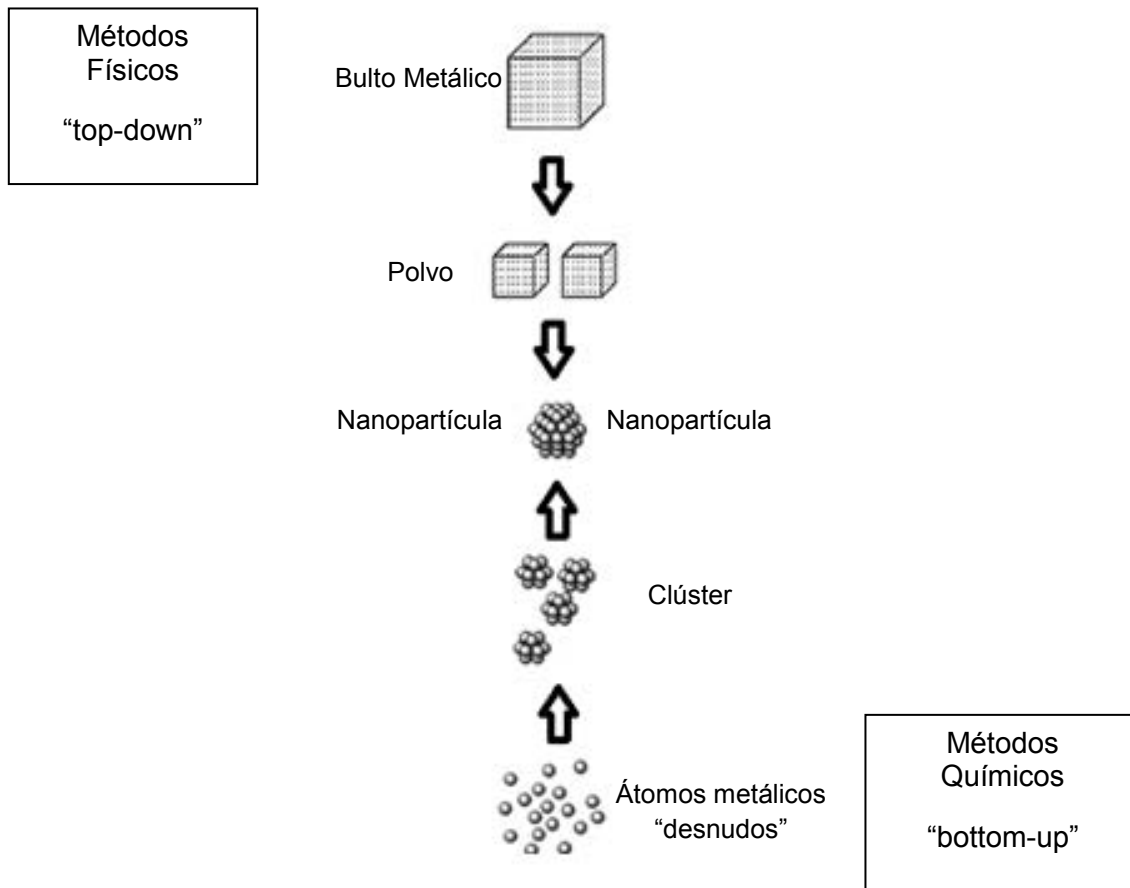 Métodos
Físicos
“top-down”
Bulto Metálico
Polvo
Nanopartícula
Nanopartícula
Clúster
Átomos metálicos
“desnudos”
Métodos
Químicos
“bottom-up”